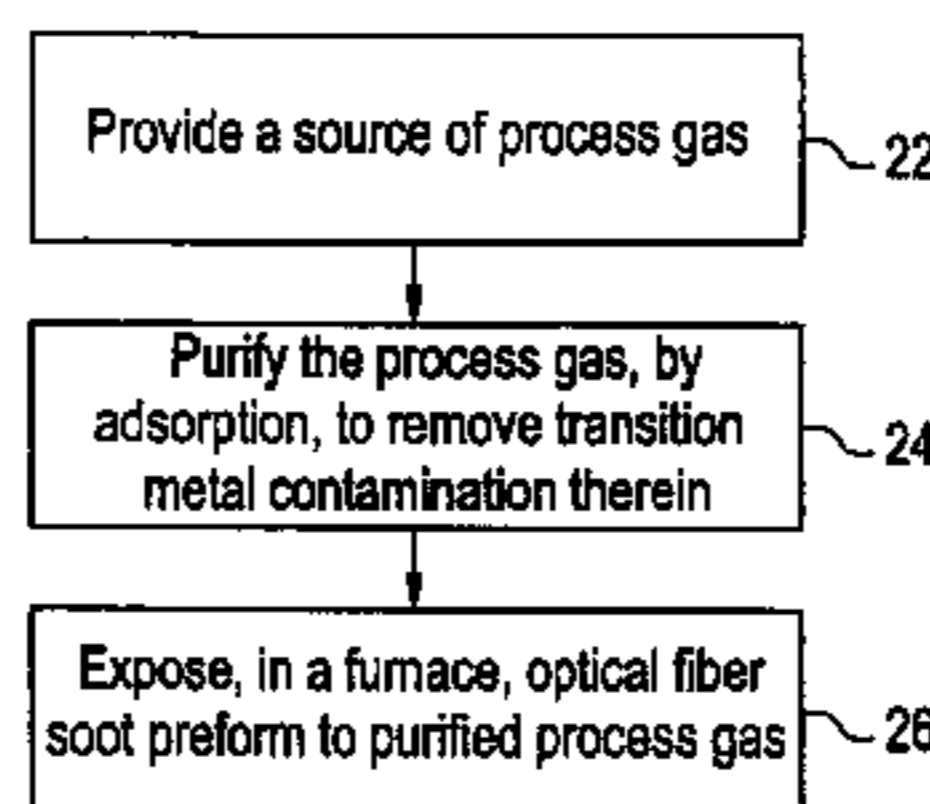 Provide a source of process gas
22
Purify the process gas, by
adsorption, to remove transition
metal contamination therein
24
Expose, in a furnace, optical fiber
soot preform to purified process gas
26